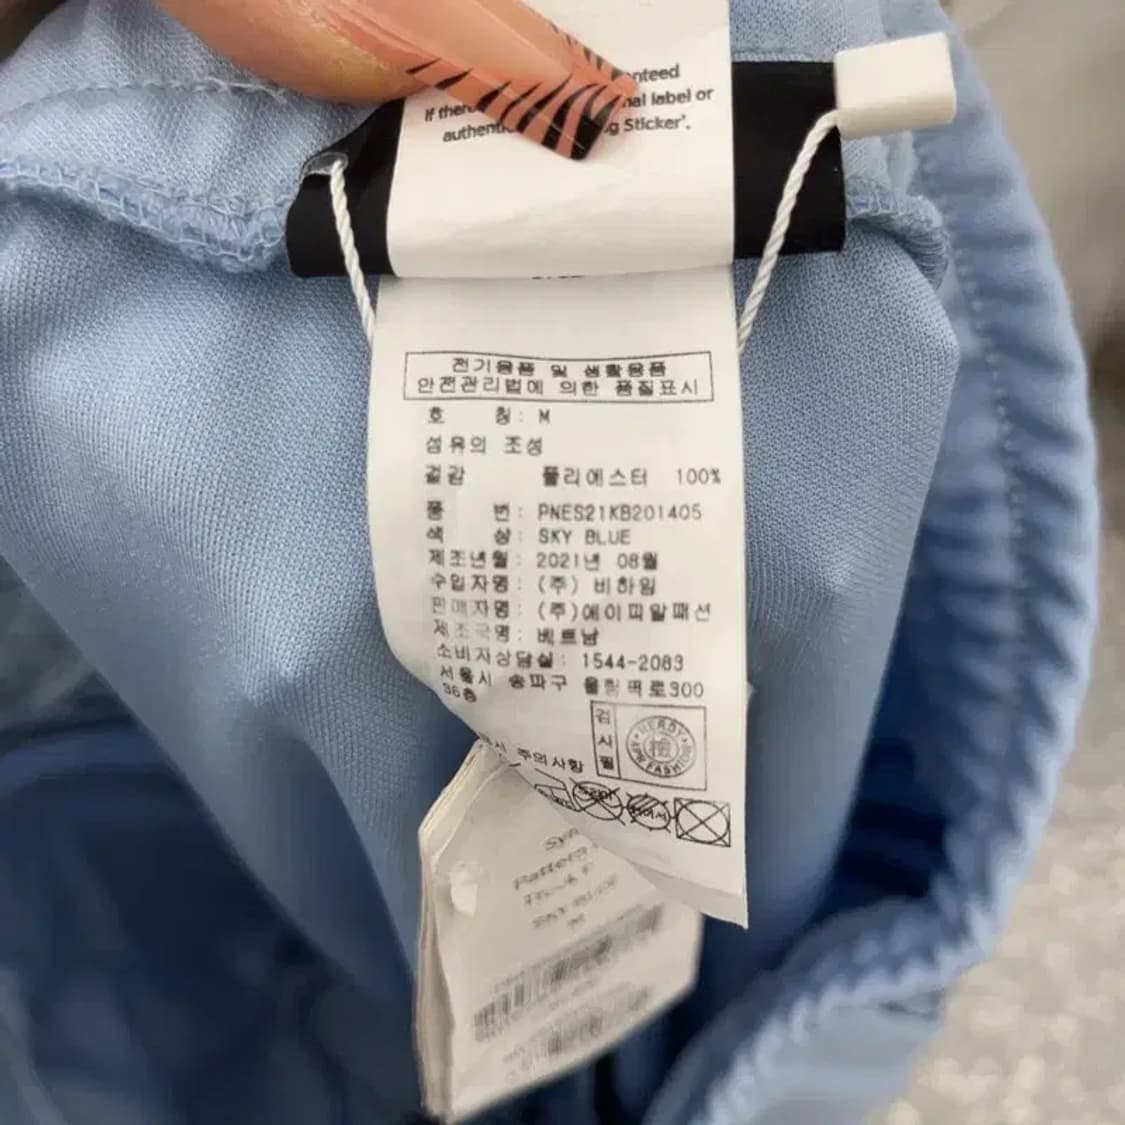 nteed
If there nal label or
authenti g Sticker'.
전기용품 및 생활용품
안전관리법에 의한 품질표시
호 칭: M
섬유의 조성
겉감 폴리에스터 100%
품 번: PNES21KB201405
색 상: SKY BLUE
제조년월: 2021년 08월
수입자명: (주) 비하임
판매자명: (주)에이피알패션
제조국명: 베트남
소비자상담실: 1544-2083
서울시 송파구 올림픽로300
36층
검
사
필
NERDY
APR FASHION
檢
주의사항
SKY BLUE
M